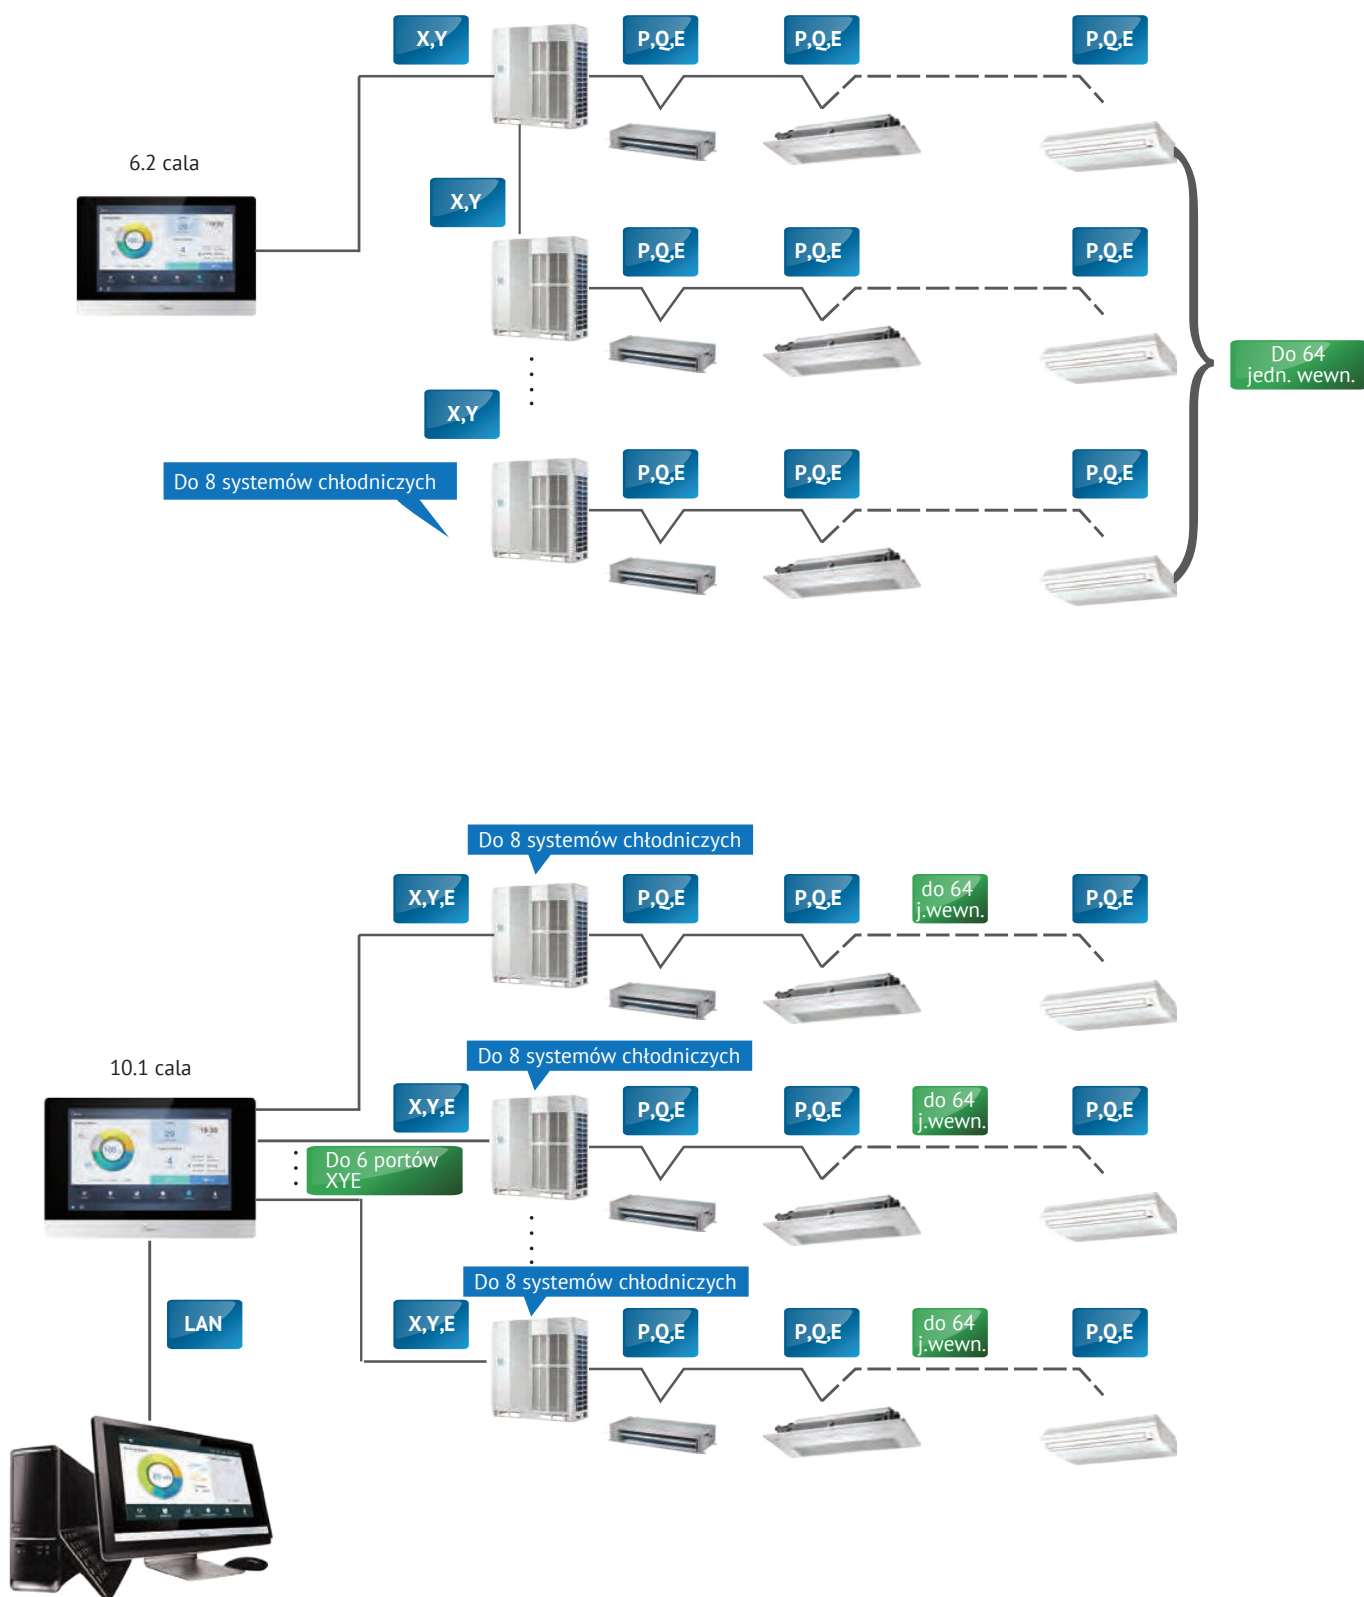 X,Y
P,Q,E
P,Q,E
P,Q,E
6.2 cala
X,Y
P,Q,E
P,Q,E
P,Q,E
Do 64
jedn. wewn.
X,Y
Do 8 systemów chłodniczych
P,Q,E
P,Q,E
P,Q,E
Do 8 systemów chłodniczych
X,Y,E
P,Q,E
P,Q,E
do 64
j.wewn.
P,Q,E
10.1 cala
Do 8 systemów chłodniczych
X,Y,E
P,Q,E
P,Q,E
do 64
j.wewn.
P,Q,E
Do 6 portów
XYE
Do 8 systemów chłodniczych
LAN
X,Y,E
P,Q,E
P,Q,E
do 64
j.wewn.
P,Q,E